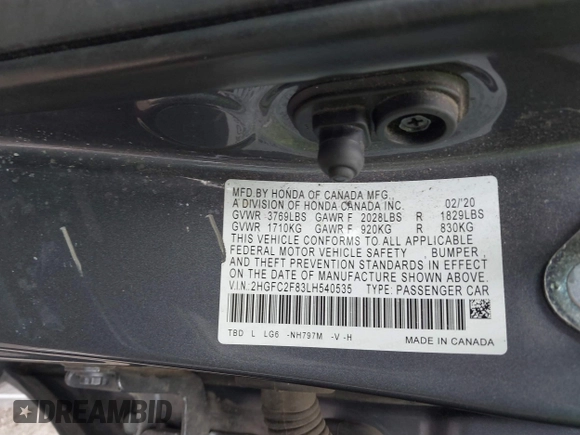 MFD.BY HONDA OF CANADA MFG.,
A DIVISION OF HONDA CANADA INC. 02/'20
GVWR 3769LBS GAWR F 2028LBS R 1829LBS
GVWR 1710KG GAWR F 920KG R 830KG
THIS VEHICLE CONFORMS TO ALL APPLICABLE
FEDERAL MOTOR VEHICLE SAFETY , BUMPER ,
AND THEFT PREVENTION STANDARDS IN EFFECT
ON THE DATE OF MANUFACTURE SHOWN ABOVE.
V.I.N:2HGFC2F83LH540535 TYPE: PASSENGER CAR
TBD L LG6 -NH797M -V -H
MADE IN CANADA
DREAMBID